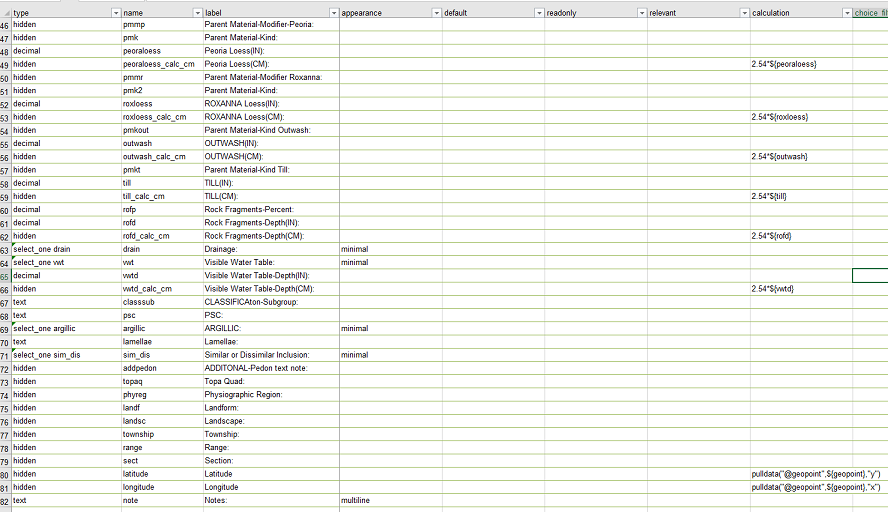 type name label appearance default readonly relevant calculation choice_fil
46 hidden pmmp Parent Material-Modifier-Peoria:
47 hidden pmk Parent Material-Kind:
48 decimal peoraloess Peoria Loess(IN):
49 hidden peoraloess_calc_cm Peoria Loess(CM): 2.54*${peoraloess}
50 hidden pmmr Parent Material-Modifier Roxanna:
51 hidden pmk2 Parent Material-Kind:
52 decimal roxloess ROXANNA Loess(IN):
53 hidden roxloess_calc_cm ROXANNA Loess(CM): 2.54*${roxloess}
54 hidden pmkout Parent Material-Kind Outwash:
55 decimal outwash OUTWASH(IN):
56 hidden outwash_calc_cm OUTWASH(CM): 2.54*${outwash}
57 hidden pmkt Parent Material-Kind Till:
58 decimal till TILL(IN):
59 hidden till_calc_cm TILL(CM): 2.54*${till}
60 decimal rofp Rock Fragments-Percent:
61 decimal rofd Rock Fragments-Depth(IN):
62 hidden rofd_calc_cm Rock Fragments-Depth(CM): 2.54*${rofd}
63 select_one drain drain Drainage: minimal
64 select_one vwt vwt Visible Water Table: minimal
65 decimal vwtd Visible Water Table-Depth(IN):
66 hidden vwtd_calc_cm Visible Water Table-Depth(CM): 2.54*${vwtd}
67 text classsub CLASSIFICAton-Subgroup:
68 text psc PSC:
69 select_one argillic argillic ARGILLIC: minimal
70 text lamellae Lamellae:
71 select_one sim_dis sim_dis Similar or Dissimilar Inclusion: minimal
72 hidden addpedon ADDITONAL-Pedon text note:
73 hidden topaq Topa Quad:
74 hidden phyreg Physiographic Region:
75 hidden landf Landform:
76 hidden landsc Landscape:
77 hidden township Township:
78 hidden range Range:
79 hidden sect Section:
80 hidden latitude Latitude pulldata("@geopoint",${geopoint},"y")
81 hidden longitude Longitude pulldata("@geopoint",${geopoint},"x")
82 text note Notes: multiline